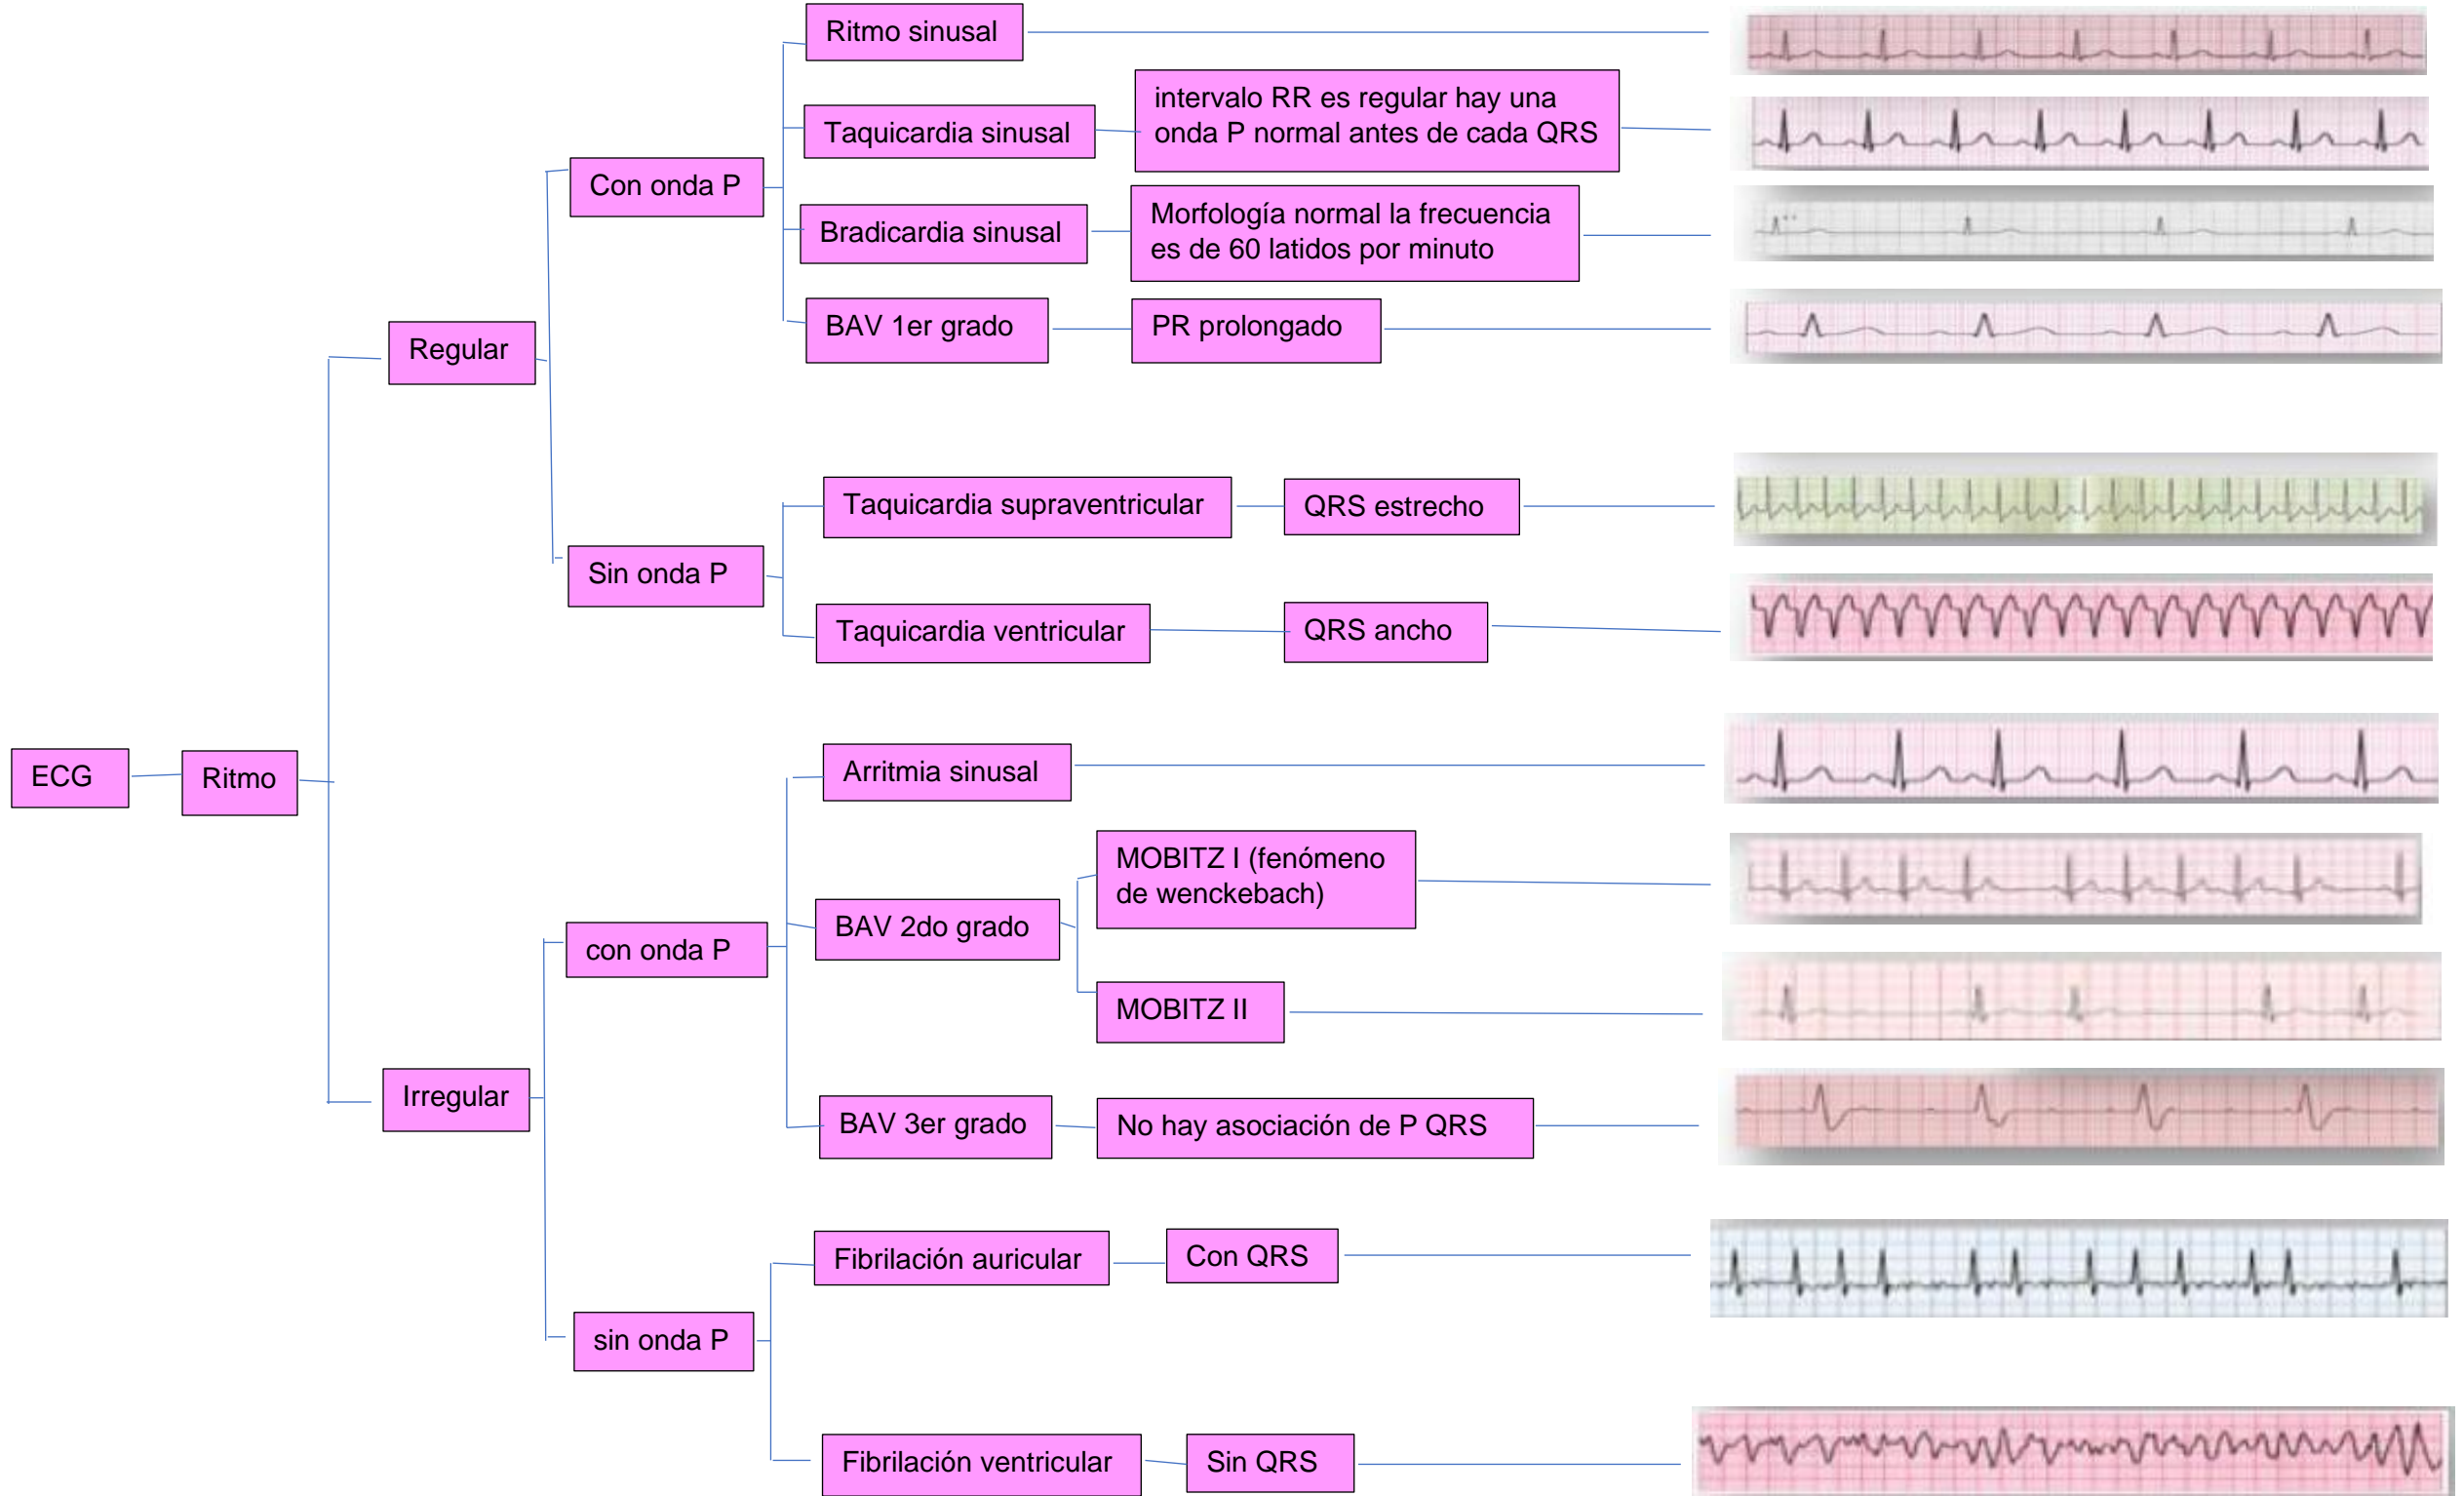 ECG
Ritmo
Regular
Con onda P
Ritmo sinusal
Taquicardia sinusal
intervalo RR es regular hay una
onda P normal antes de cada QRS
Bradicardia sinusal
Morfología normal la frecuencia
es de 60 latidos por minuto
BAV 1er grado
PR prolongado
Sin onda P
Taquicardia supraventricular
QRS estrecho
Taquicardia ventricular
QRS ancho
Irregular
con onda P
Arritmia sinusal
BAV 2do grado
MOBITZ I (fenómeno
de wenckebach)
MOBITZ II
BAV 3er grado
No hay asociación de P QRS
sin onda P
Fibrilación auricular
Con QRS
Fibrilación ventricular
Sin QRS